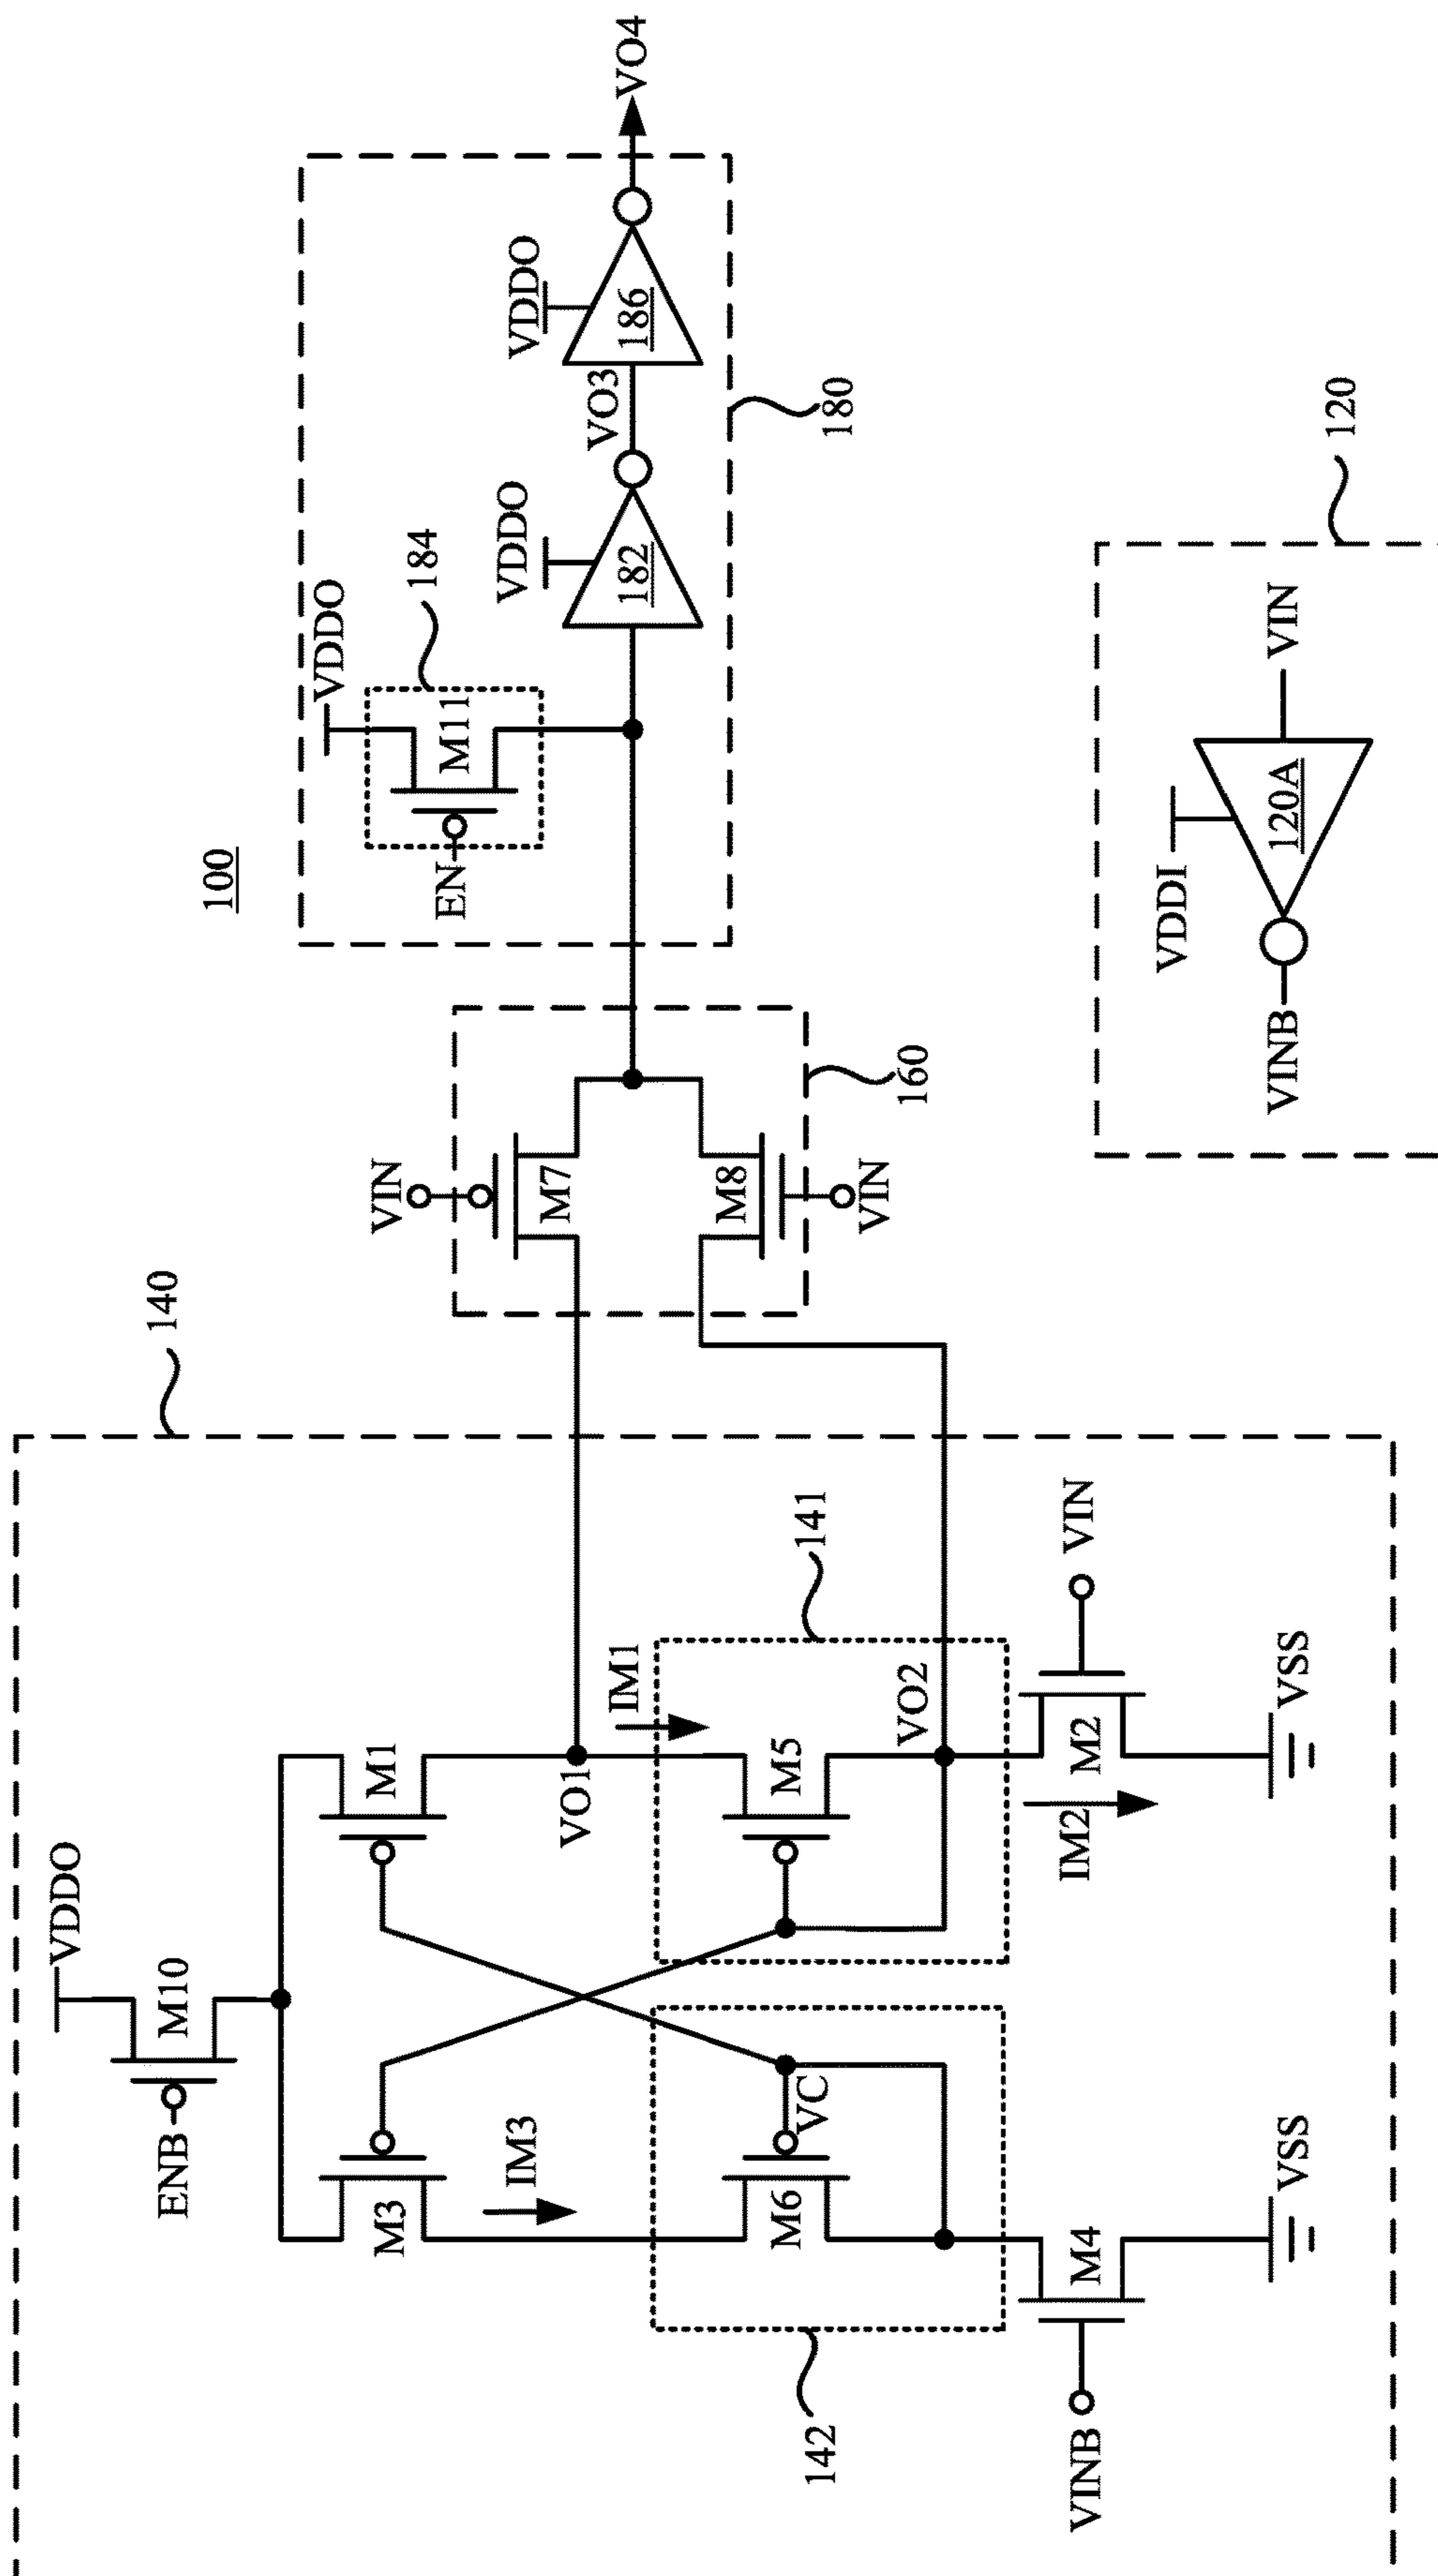 100
140
VDDO
M10
ENB
M3
M1
IM3
VO1
IM1
141
M6
VC
M5
VO2
142
VINB
M4
IM2
M2
VIN
VSS
VSS
VIN
M7
M8
VIN
160
VDDO
184
M11
EN
VDDO
182
VO3
VDDO
186
VO4
180
120
VDDI
VINB
120A
VIN